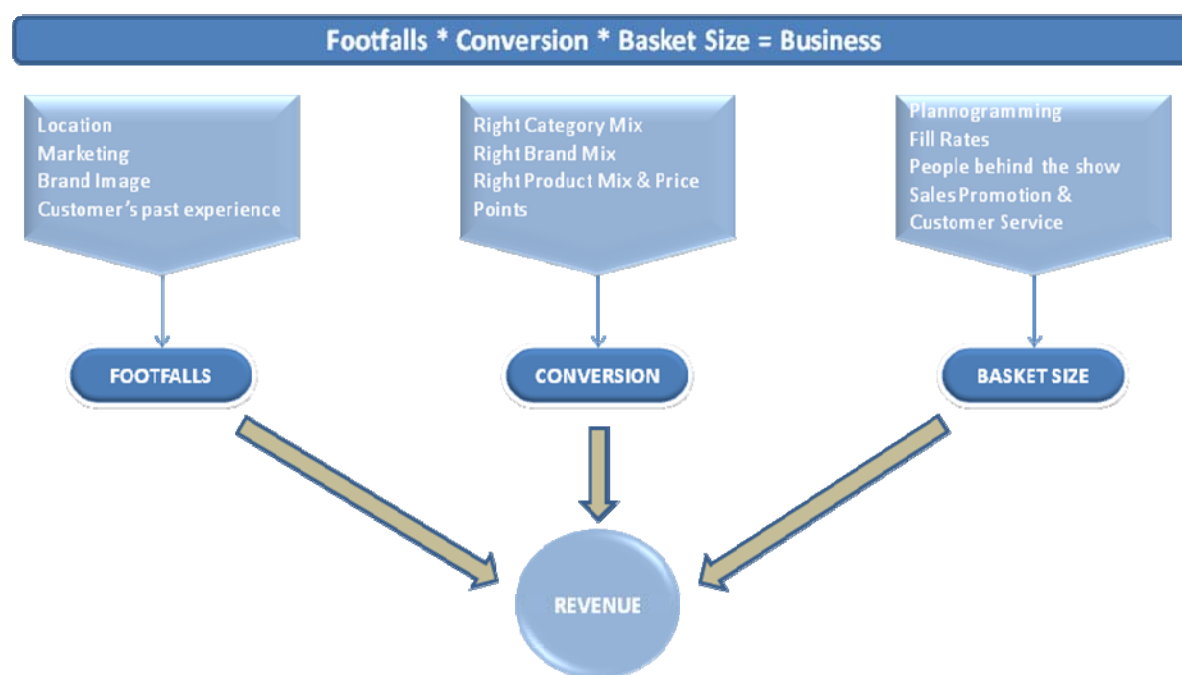 Footfalls * Conversion * Basket Size = Business
Location
Marketing
Brand Image
Customer's past experience
Right Category Mix
Right Brand Mix
Right Product Mix & Price
Points
Plannogramming
Fill Rates
People behind the show
Sales Promotion &
Customer Service
FOOTFALLS
CONVERSION
BASKET SIZE
REVENUE